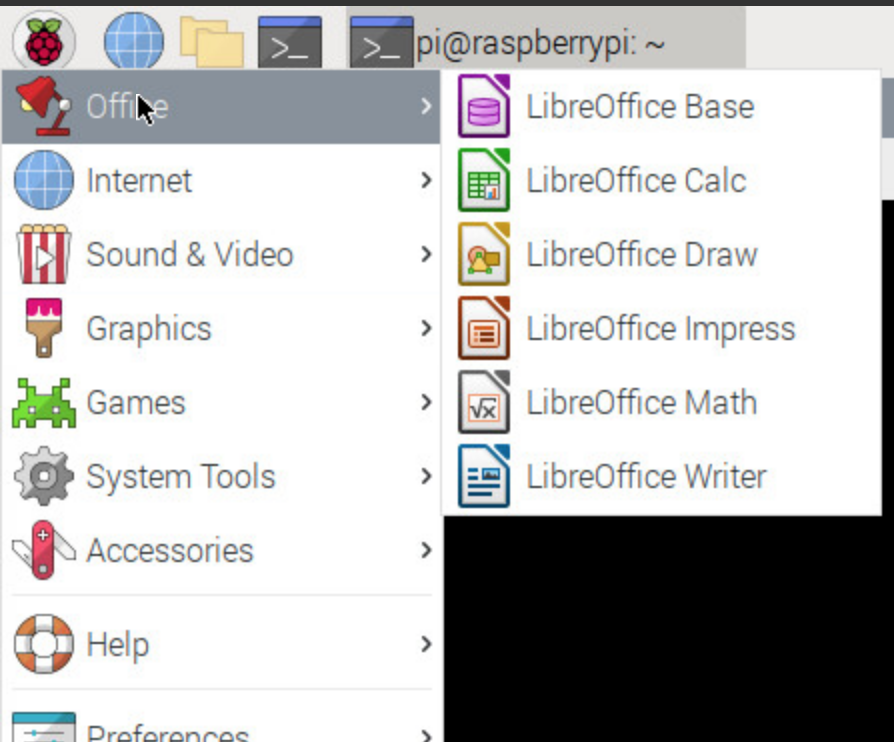 pi@raspberrypi: ~
Office
Internet
Sound & Video
Graphics
Games
System Tools
Accessories
Help
Preferences
LibreOffice Base
LibreOffice Calc
LibreOffice Draw
LibreOffice Impress
LibreOffice Math
LibreOffice Writer